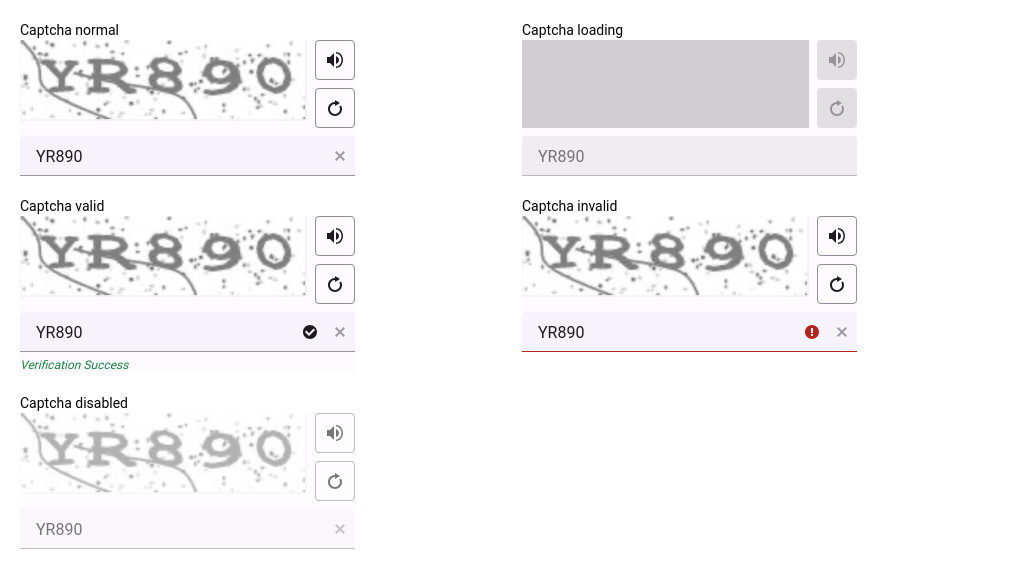 Captcha normal
YR890
YR890
Captcha loading
YR890
Captcha valid
YR890
YR890
Verification Success
Captcha invalid
YR890
YR890
Captcha disabled
YR890
YR890